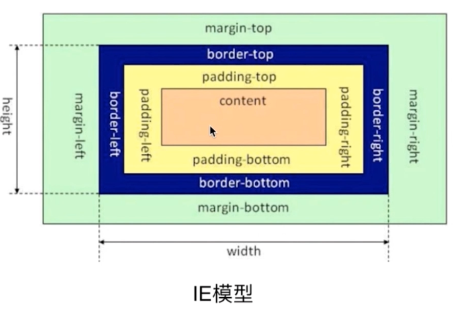 margin-top
border-top
padding-top
content
height
margin-left
border-left
padding-left
padding-right
border-right
margin-right
padding-bottom
border-bottom
margin-bottom
width
IE模型